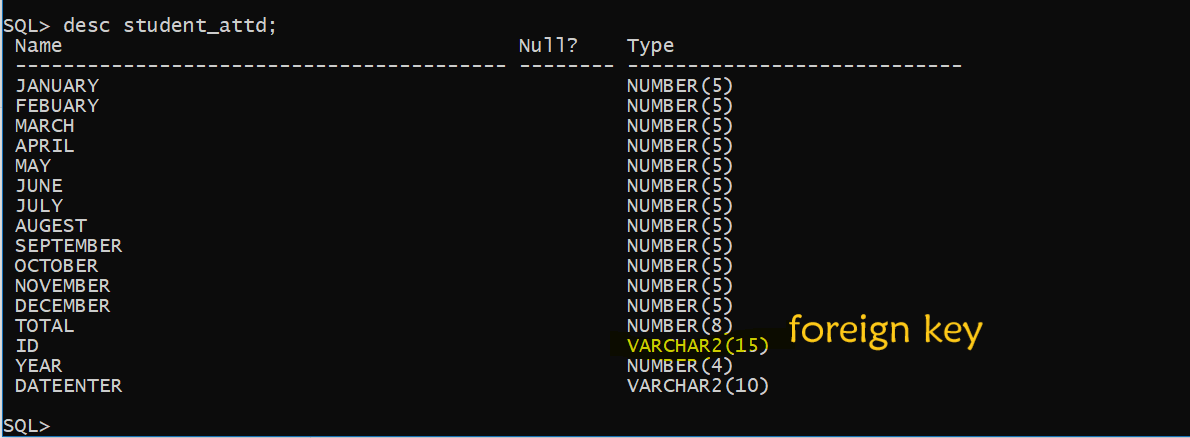 SQL> desc student_attd;
Name Null? Type
----------------------------------------- -------- ----------------------------
JANUARY NUMBER(5)
FEBUARY NUMBER(5)
MARCH NUMBER(5)
APRIL NUMBER(5)
MAY NUMBER(5)
JUNE NUMBER(5)
JULY NUMBER(5)
AUGEST NUMBER(5)
SEPTEMBER NUMBER(5)
OCTOBER NUMBER(5)
NOVEMBER NUMBER(5)
DECEMBER NUMBER(5)
TOTAL NUMBER(8)
ID VARCHAR2(15) foreign key
YEAR NUMBER(4)
DATEENTER VARCHAR2(10)
SQL>